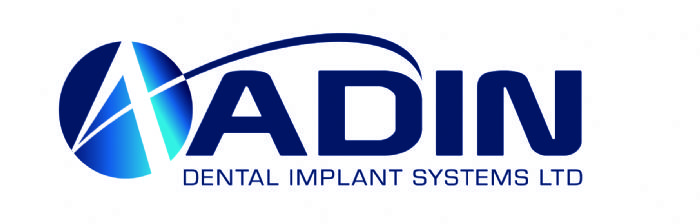 ADIN
DENTAL IMPLANT SYSTEMS LTD